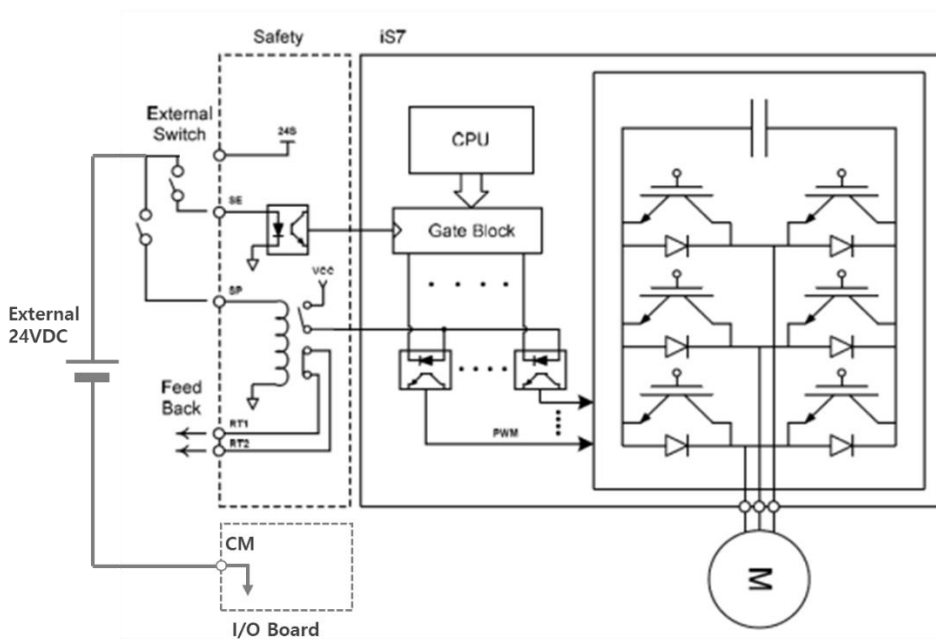 Safety
iS7
External
Switch
24S
CPU
SE
Gate Block
VCC
SP
External
24VDC
Feed
Back
RT1
RT2
PWM
CM
M
I/O Board